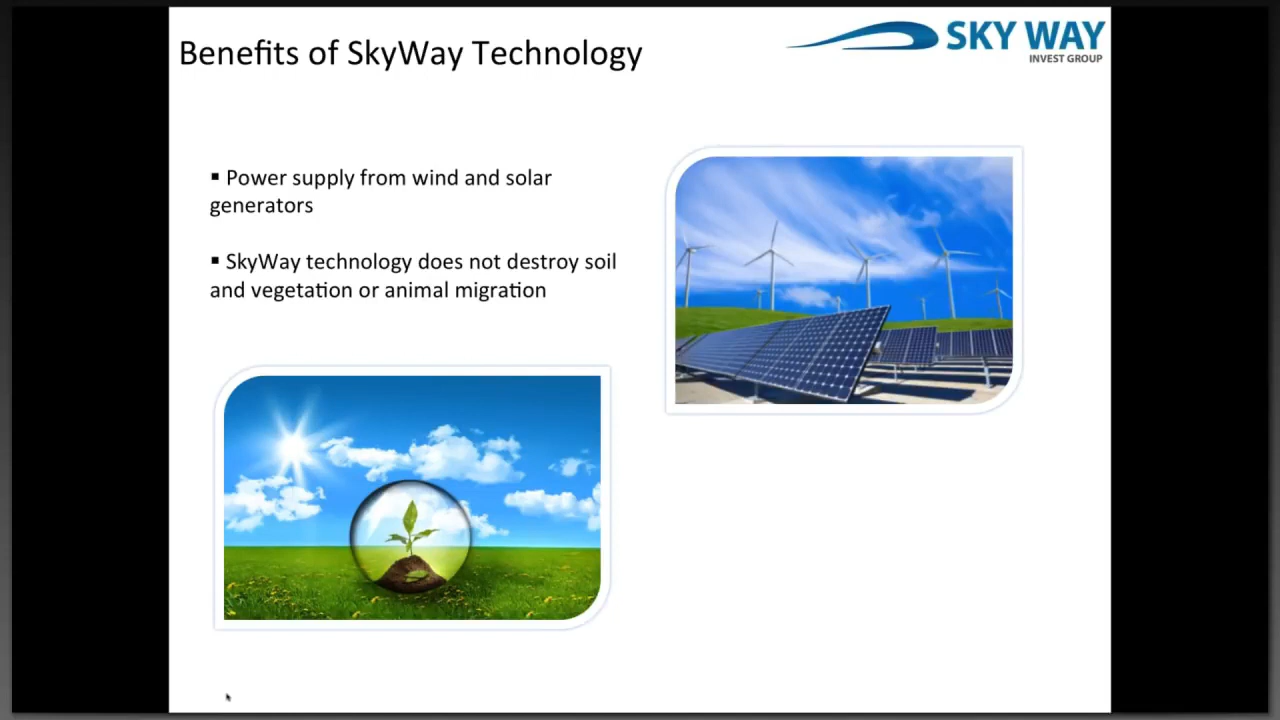 Benefits of SkyWay Technology
SKY WAY
INVEST GROUP
▪ Power supply from wind and solar
generators
▪ SkyWay technology does not destroy soil
and vegetation or animal migration